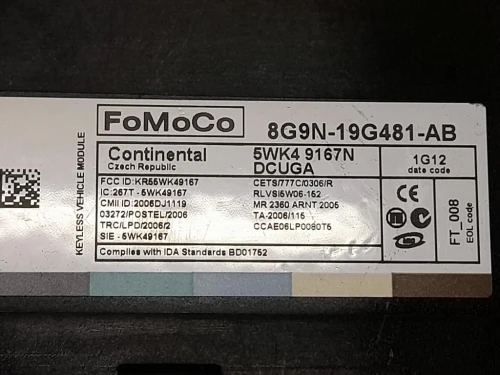 KEYLESS VEHICLE MODULE
FoMoCo
8G9N-19G481-AB
Continental
Czech Republic
5WK4 9167N
DCUGA
1G12
date code
FCC ID: KR55WK49167
IC: 267T - 5WK49167
CMII ID: 2006DJ1119
03272/POSTEL/2006
TRC/LPD/2006/2
SIE - 5WK49167
CETS/777C/0306/R
RLVSI5W06-152
MR 2360 ARNT 2005
TA-2006/115
CCAE06LP0080T5
Complies with IDA Standards BD01752
CE
FT_008
EOL code